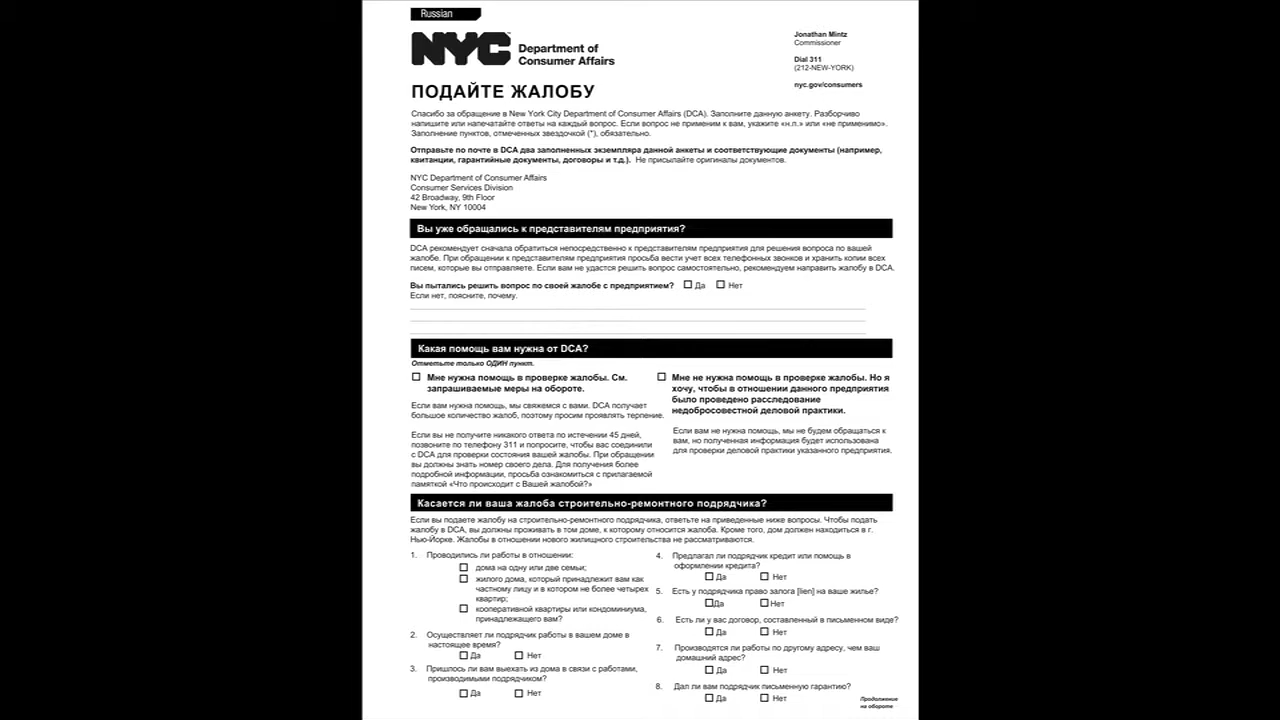 Russian
NYC Department of
Consumer Affairs
Jonathan Mintz
Commissioner
Dial 311
(212-NEW-YORK)
nyc.gov/consumers
ПОДАЙТЕ ЖАЛОБУ
Спасибо за обращение в New York City Department of Consumer Affairs (DCA). Заполните данную анкету. Разборчиво
напишите или напечатайте ответы на каждый вопрос. Если вопрос не применим к вам, укажите «н.п.» или «не применимо».
Заполнение пунктов, отмеченных звездочкой (*), обязательно.
Отправьте по почте в DCA два заполненных экземпляра данной анкеты и соответствующие документы (например,
квитанции, гарантийные документы, договоры и т.д.). Не присылайте оригиналы документов.
NYC Department of Consumer Affairs
Consumer Services Division
42 Broadway, 9th Floor
New York, NY 10004
Вы уже обращались к представителям предприятия?
DCA рекомендует сначала обратиться непосредственно к представителям предприятия для решения вопроса по вашей
жалобе. При обращении к представителям предприятия просьба вести учет всех телефонных звонков и хранить копии всех
писем, которые вы отправляете. Если вам не удастся решить вопрос самостоятельно, рекомендуем направить жалобу в DCA.
Вы пытались решить вопрос по своей жалобе с предприятием? Да Нет
Если нет, поясните, почему.
Какая помощь вам нужна от DCA?
Отметьте только ОДИН пункт.
Мне нужна помощь в проверке жалобы. См.
запрашиваемые меры на обороте.
Если вам нужна помощь, мы свяжемся с вами. DCA получает
большое количество жалоб, поэтому просим проявлять терпение.
Если вы не получите никакого ответа по истечении 45 дней,
позвоните по телефону 311 и попросите, чтобы вас соединили
с DCA для проверки состояния вашей жалобы. При обращении
вы должны знать номер своего дела. Для получения более
подробной информации, просьба ознакомиться с прилагаемой
памяткой «Что происходит с Вашей жалобой?»
Мне не нужна помощь в проверке жалобы. Но я
хочу, чтобы в отношении данного предприятия
было проведено расследование
недобросовестной деловой практики.
Если вам не нужна помощь, мы не будем обращаться к
вам, но полученная информация будет использована
для проверки деловой практики указанного предприятия.
Касается ли ваша жалоба строительно-ремонтного подрядчика?
Если вы подаете жалобу на строительно-ремонтного подрядчика, ответьте на приведенные ниже вопросы. Чтобы подать
жалобу в DCA, вы должны проживать в том доме, к которому относится жалоба. Кроме того, дом должен находиться в г.
Нью-Йорке. Жалобы в отношении нового жилищного строительства не рассматриваются.
1. Проводились ли работы в отношении:
дома на одну или две семьи;
жилого дома, который принадлежит вам как
частному лицу и в котором не более четырех
квартир;
кооперативной квартиры или кондоминиума,
принадлежащего вам?
2. Осуществляет ли подрядчик работы в вашем доме в
настоящее время?
Да Нет
3. Пришлось ли вам выехать из дома в связи с работами,
производимыми подрядчиком?
Да Нет
4. Предлагал ли подрядчик кредит или помощь в
оформлении кредита?
Да Нет
5. Есть у подрядчика право залога [lien] на ваше жилье?
Да Нет
6. Есть ли у вас договор, составленный в письменном виде?
Да Нет
7. Производятся ли работы по другому адресу, чем ваш
домашний адрес?
Да Нет
8. Дал ли вам подрядчик письменную гарантию?
Да Нет
Продолжение
на обороте